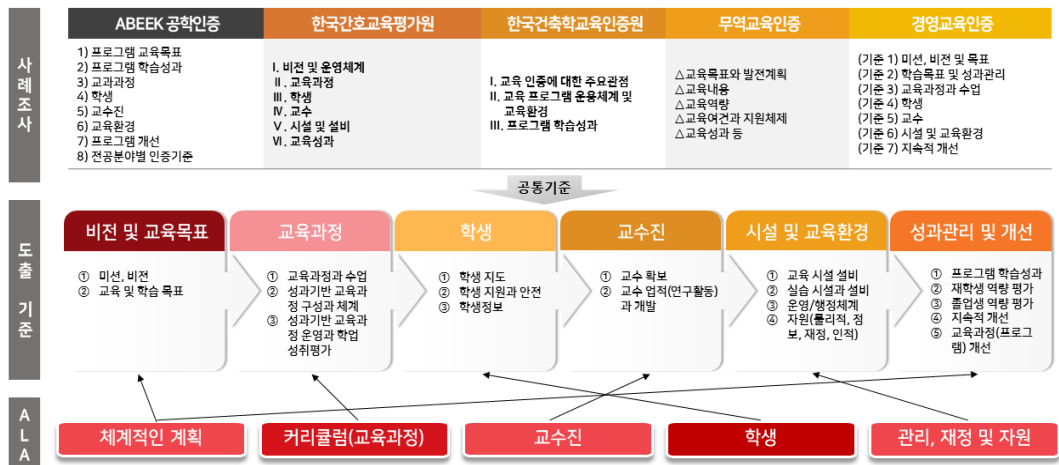 사례조사
ABEEK 공학인증
1) 프로그램 교육목표
2) 프로그램 학습성과
3) 교과과정
4) 학생
5) 교수진
6) 교육환경
7) 프로그램 개선
8) 전공분야별 인증기준
한국간호교육평가원
Ⅰ. 비전 및 운영체계
Ⅱ. 교육과정
Ⅲ. 학생
Ⅳ. 교수
Ⅴ. 시설 및 설비
Ⅵ. 교육성과
한국건축학교육인증원
Ⅰ. 교육 인증에 대한 주요관점
Ⅱ. 교육 프로그램 운용체계 및
교육환경
Ⅲ. 프로그램 학습성과
무역교육인증
△교육목표와 발전계획
△교육내용
△교육역량
△교육여건과 지원체제
△교육성과 등
경영교육인증
(기준 1) 미션, 비전 및 목표
(기준 2) 학습목표 및 성과관리
(기준 3) 교육과정과 수업
(기준 4) 학생
(기준 5) 교수
(기준 6) 시설 및 교육환경
(기준 7) 지속적 개선
공통기준
도출 기준
비전 및 교육목표
① 미션, 비전
② 교육 및 학습 목표
교육과정
① 교육과정과 수업
② 성과기반 교육과
정 구성과 체계
③ 성과기반 교육과
정 운영과 학업
성취평가
학생
① 학생 지도
② 학생 지원과 안전
③ 학생정보
교수진
① 교수 확보
② 교수 업적(연구활동)
과 개발
시설 및 교육환경
① 교육 시설 설비
② 실습 시설과 설비
③ 운영/행정체계
④ 자원(물리적, 정
보, 재정, 인적)
성과관리 및 개선
① 프로그램 학습성과
② 재학생 역량 평가
③ 졸업생 역량 평가
④ 지속적 개선
⑤ 교육과정(프로그
램) 개선
ALA
체계적인 계획
커리큘럼(교육과정)
교수진
학생
관리, 재정 및 자원